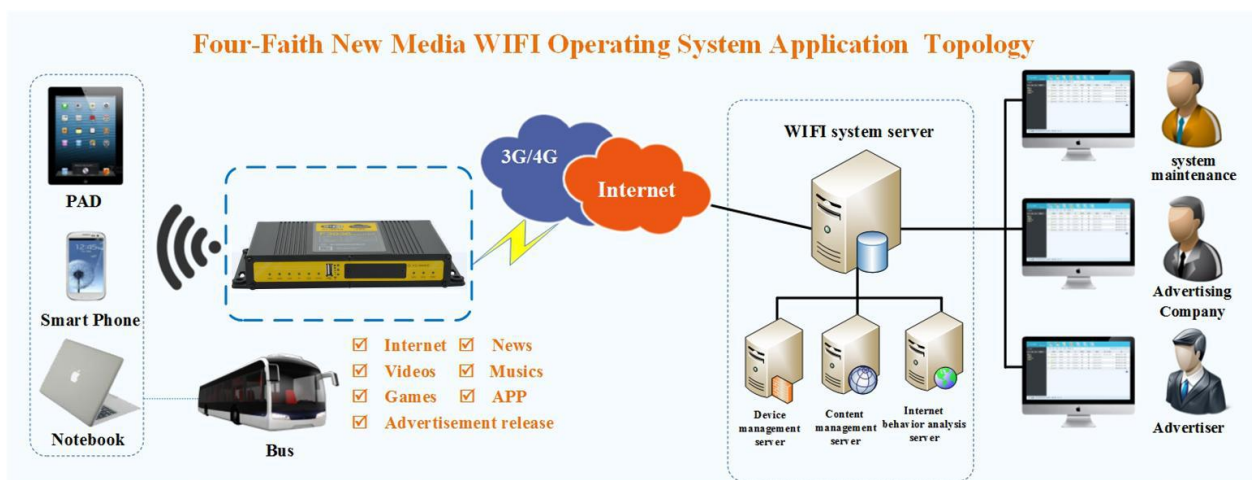 Four-Faith New Media WIFI Operating System Application Topology
PAD
Smart Phone
Notebook
Bus
Internet
News
Videos
Musics
Games
APP
Advertisement release
3G/4G
Internet
WIFI system server
Device
management
server
Content
management
server
Internet
behavior analysis
server
system
maintenance
Advertising
Company
Advertiser